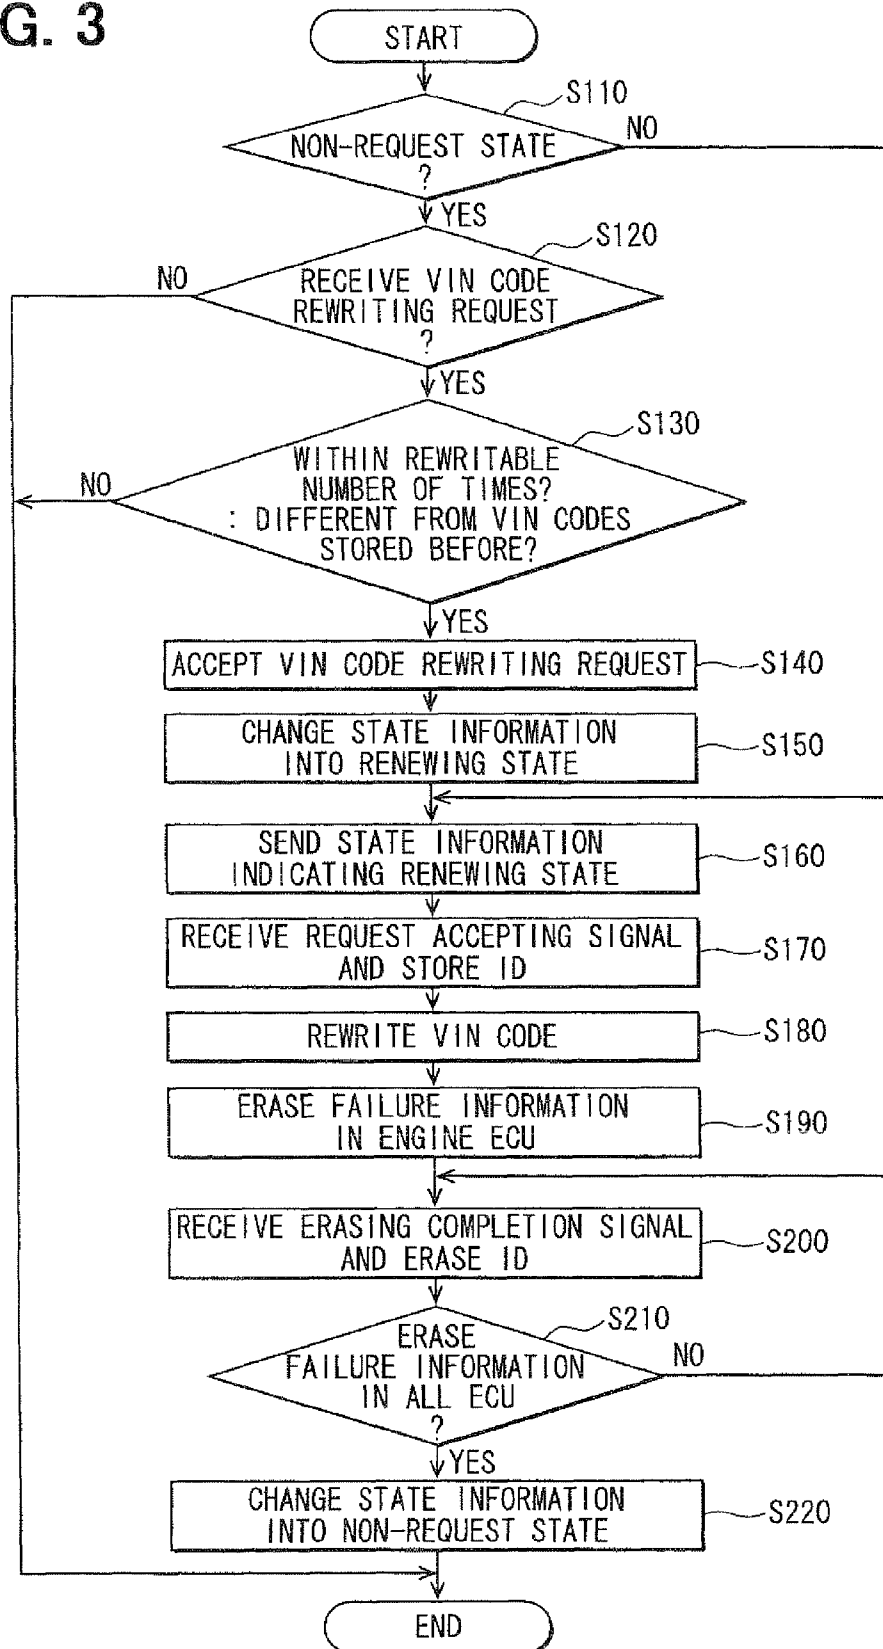 G. 3
START
S110
NON-REQUEST STATE
?
NO
YES
S120
NO
RECEIVE VIN CODE
REWRITING REQUEST
?
YES
S130
WITHIN REWRITABLE
NUMBER OF TIMES?
: DIFFERENT FROM VIN CODES
STORED BEFORE?
NO
YES
ACCEPT VIN CODE REWRITING REQUEST
S140
CHANGE STATE INFORMATION
INTO RENEWING STATE
S150
SEND STATE INFORMATION
INDICATING RENEWING STATE
S160
RECEIVE REQUEST ACCEPTING SIGNAL
AND STORE ID
S170
REWRITE VIN CODE
S180
ERASE FAILURE INFORMATION
IN ENGINE ECU
S190
RECEIVE ERASING COMPLETION SIGNAL
AND ERASE ID
S200
S210
ERASE
FAILURE INFORMATION
IN ALL ECU
?
NO
YES
CHANGE STATE INFORMATION
INTO NON-REQUEST STATE
S220
END